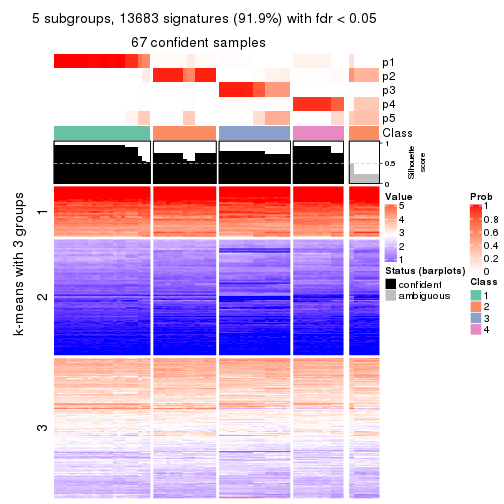 5 subgroups, 13683 signatures (91.9%) with fdr < 0.05
67 confident samples
p1
p2
p3
p4
p5
Class
1
0.5
0
Silhouette
score
k-means with 3 groups
1
2
3
Value
5
4
3
2
1
Status (barplots)
confident
ambiguous
Prob
1
0.8
0.6
0.4
0.2
0
Class
1
2
3
4